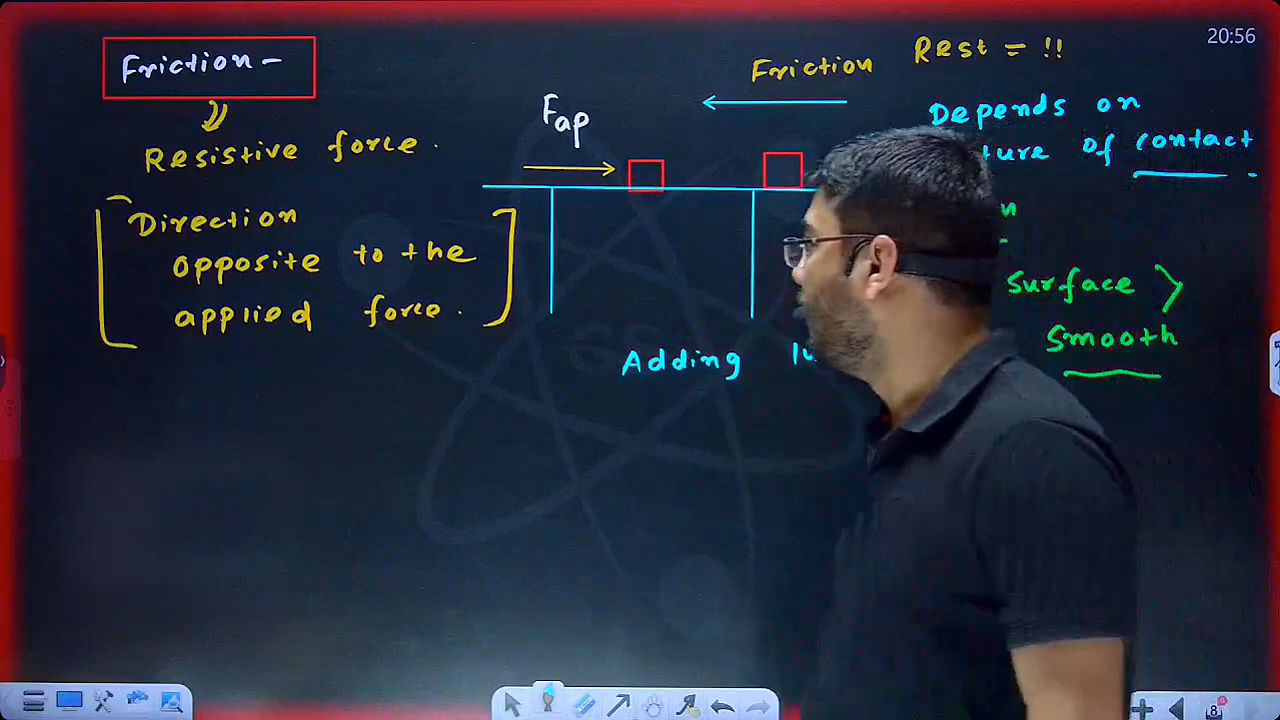 Friction -
Resistive force.
Direction
opposite to the
applied force.
Fap
Friction
Rest = !!
Depends on
of contact
surface >
smooth
Adding
20:56
8